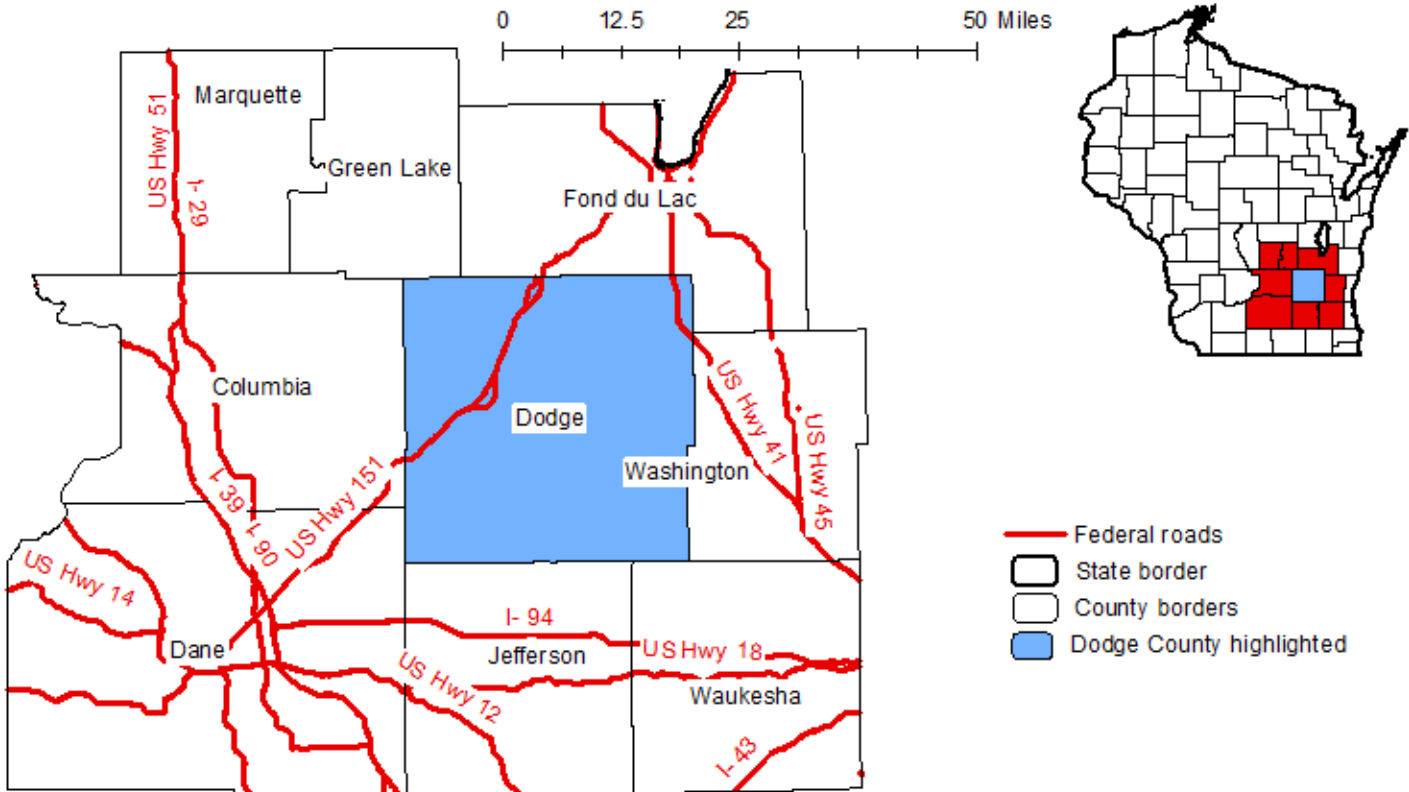 0 12.5 25 50 Miles
Marquette
US Hwy 51
I- 29
Green Lake
Fond du Lac
Columbia
Dodge
US Hwy 41
US Hwy 45
Washington
I- 39
I- 90
US Hwy 151
US Hwy 14
Dane
I- 94
Jefferson
US Hwy 18
US Hwy 12
Waukesha
I- 43
Federal roads
State border
County borders
Dodge County highlighted